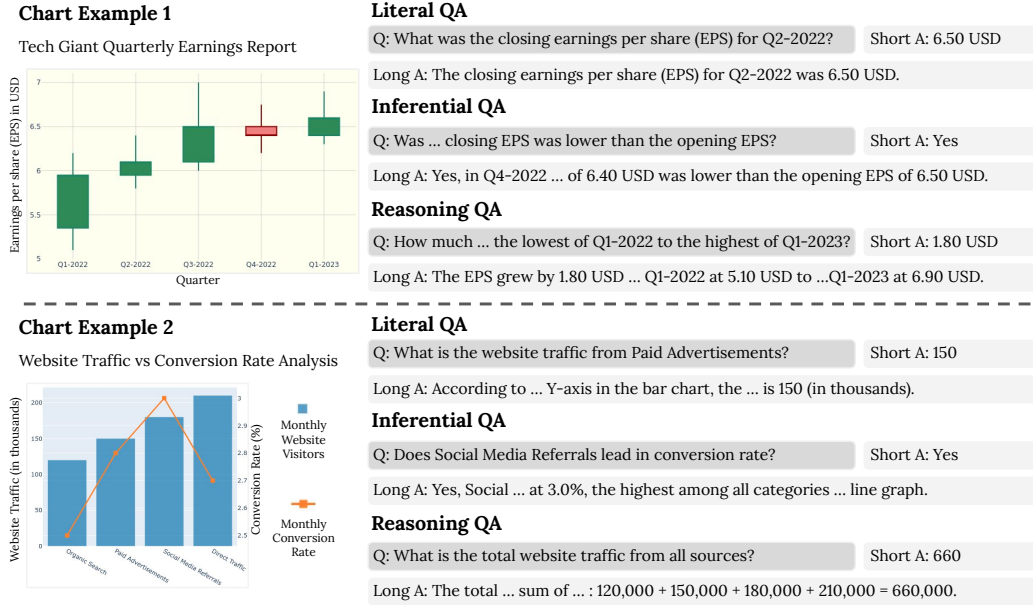 Chart Example 1
Tech Giant Quarterly Earnings Report
Earnings per share (EPS) in USD
7
6.5
6
5.5
5
Q1-2022
Q2-2022
Q3-2022
Q4-2022
Q1-2023
Quarter
Literal QA
Q: What was the closing earnings per share (EPS) for Q2-2022?
Short A: 6.50 USD
Long A: The closing earnings per share (EPS) for Q2-2022 was 6.50 USD.
Inferential QA
Q: Was ... closing EPS was lower than the opening EPS?
Short A: Yes
Long A: Yes, in Q4-2022 ... of 6.40 USD was lower than the opening EPS of 6.50 USD.
Reasoning QA
Q: How much ... the lowest of Q1-2022 to the highest of Q1-2023?
Short A: 1.80 USD
Long A: The EPS grew by 1.80 USD ... Q1-2022 at 5.10 USD to ...Q1-2023 at 6.90 USD.
Chart Example 2
Website Traffic vs Conversion Rate Analysis
Website Traffic (in thousands)
200
150
100
50
0
Organic Search
Paid Advertisements
Social Media Referrals
Direct Traffic
3
2.9
2.8
2.7
2.6
2.5
Conversion Rate (%)
Monthly
Website
Visitors
Monthly
Conversion
Rate
Literal QA
Q: What is the website traffic from Paid Advertisements?
Short A: 150
Long A: According to ... Y-axis in the bar chart, the ... is 150 (in thousands).
Inferential QA
Q: Does Social Media Referrals lead in conversion rate?
Short A: Yes
Long A: Yes, Social ... at 3.0%, the highest among all categories ... line graph.
Reasoning QA
Q: What is the total website traffic from all sources?
Short A: 660
Long A: The total ... sum of ... : 120,000 + 150,000 + 180,000 + 210,000 = 660,000.